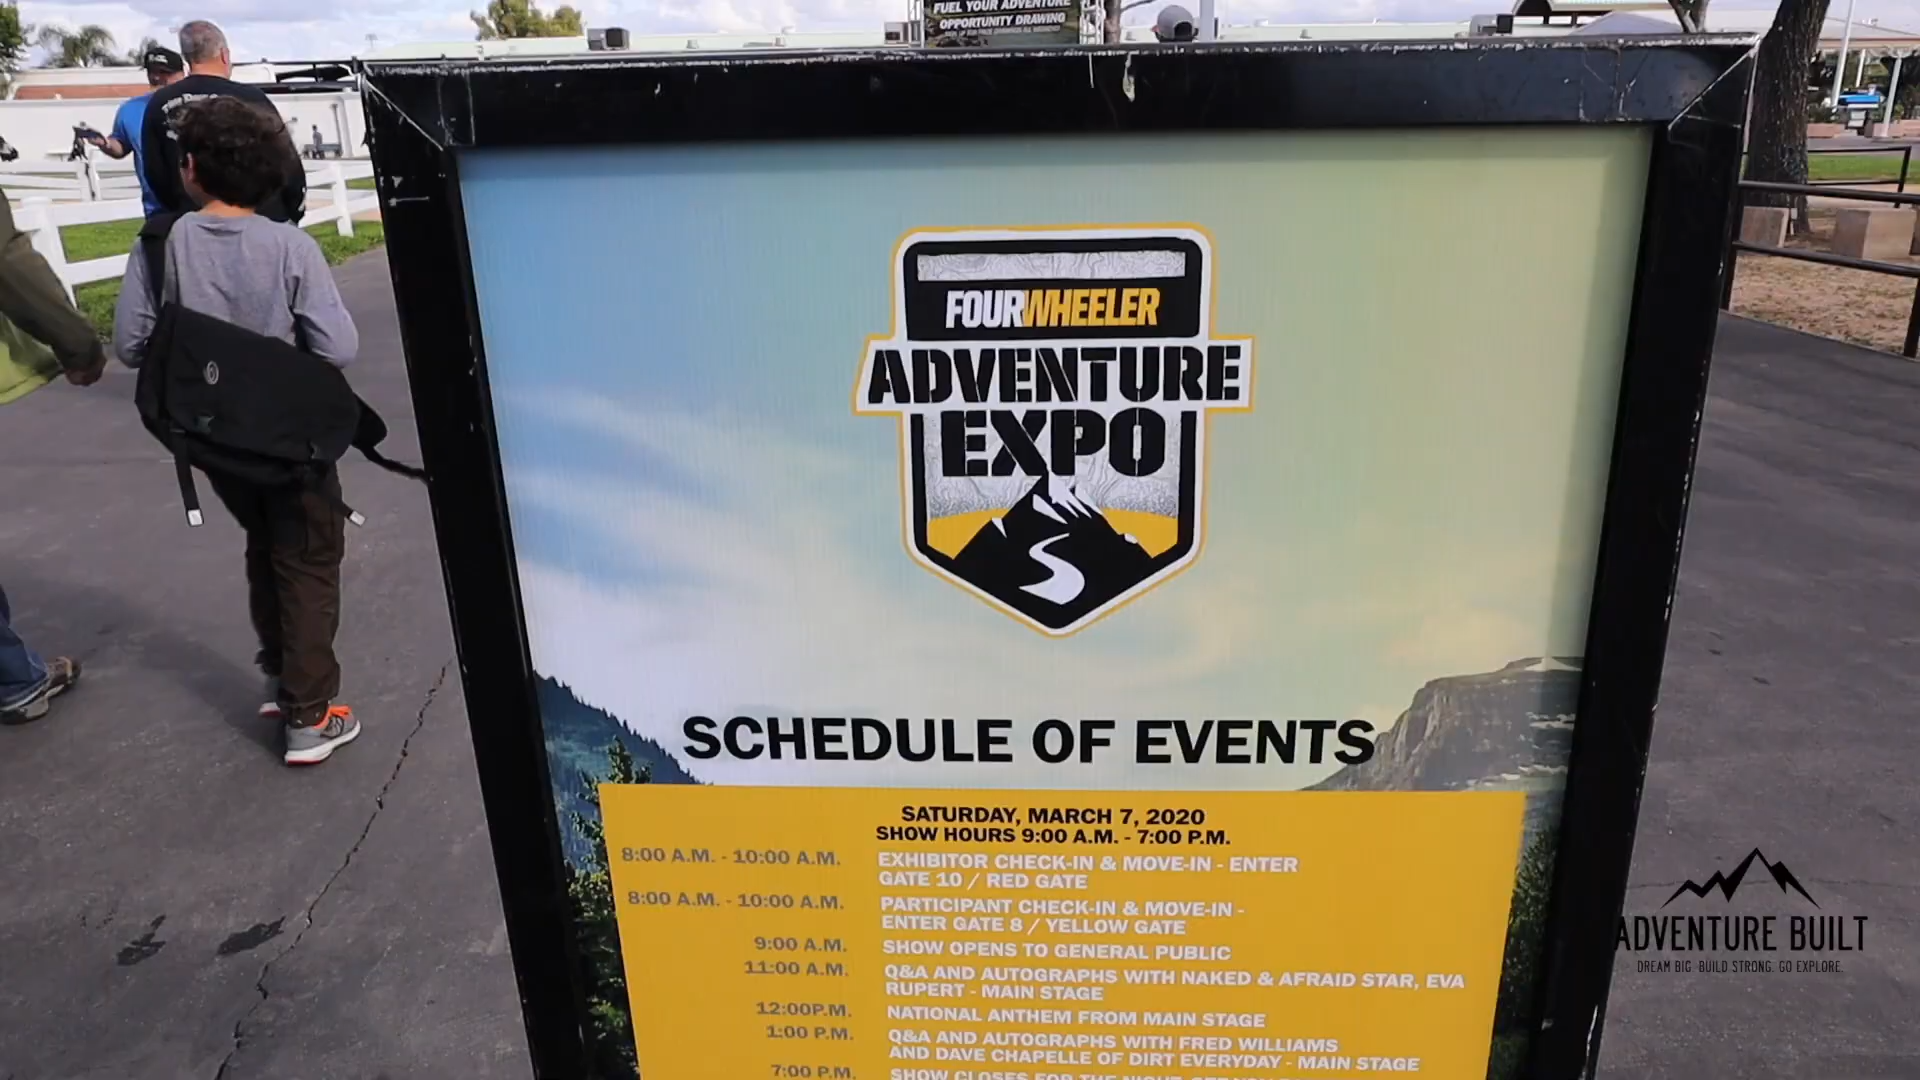 FUEL YOUR ADVENTURE
OPPORTUNITY DRAWING
FOURWHEELER
ADVENTURE
EXPO
SCHEDULE OF EVENTS
SATURDAY, MARCH 7, 2020
SHOW HOURS 9:00 A.M. - 7:00 P.M.
8:00 A.M. - 10:00 A.M. EXHIBITOR CHECK-IN & MOVE-IN - ENTER
GATE 10 / RED GATE
8:00 A.M. - 10:00 A.M. PARTICIPANT CHECK-IN & MOVE-IN -
ENTER GATE 8 / YELLOW GATE
9:00 A.M. SHOW OPENS TO GENERAL PUBLIC
11:00 A.M. Q&A AND AUTOGRAPHS WITH NAKED & AFRAID STAR, EVA
RUPERT - MAIN STAGE
12:00P.M. NATIONAL ANTHEM FROM MAIN STAGE
1:00 P.M. Q&A AND AUTOGRAPHS WITH FRED WILLIAMS
AND DAVE CHAPELLE OF DIRT EVERYDAY - MAIN STAGE
7:00 P.M. SHOW CLOSES FOR THE NIGHT
ADVENTURE BUILT
DREAM BIG. BUILD STRONG. GO EXPLORE.